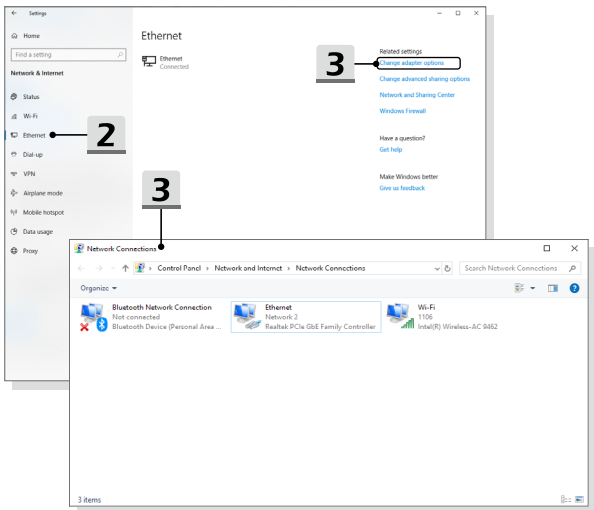 Settings
Home
Find a setting
Network & Internet
Status
Wi-Fi
Ethernet
Dial-up
VPN
Airplane mode
Mobile hotspot
Data usage
Proxy
2
Ethernet
Ethernet
Connected
3
Related settings
Change adapter options
Change advanced sharing options
Network and Sharing Center
Windows Firewall
Have a question?
Get help
Make Windows better
Give us feedback
3
Network Connections
Control Panel › Network and Internet › Network Connections
Search Network Connections
Organize
Bluetooth Network Connection
Not connected
Bluetooth Device (Personal Area ...
Ethernet
Network 2
Realtek PCIe GbE Family Controller
Wi-Fi
1106
Intel(R) Wireless-AC 9462
3 items